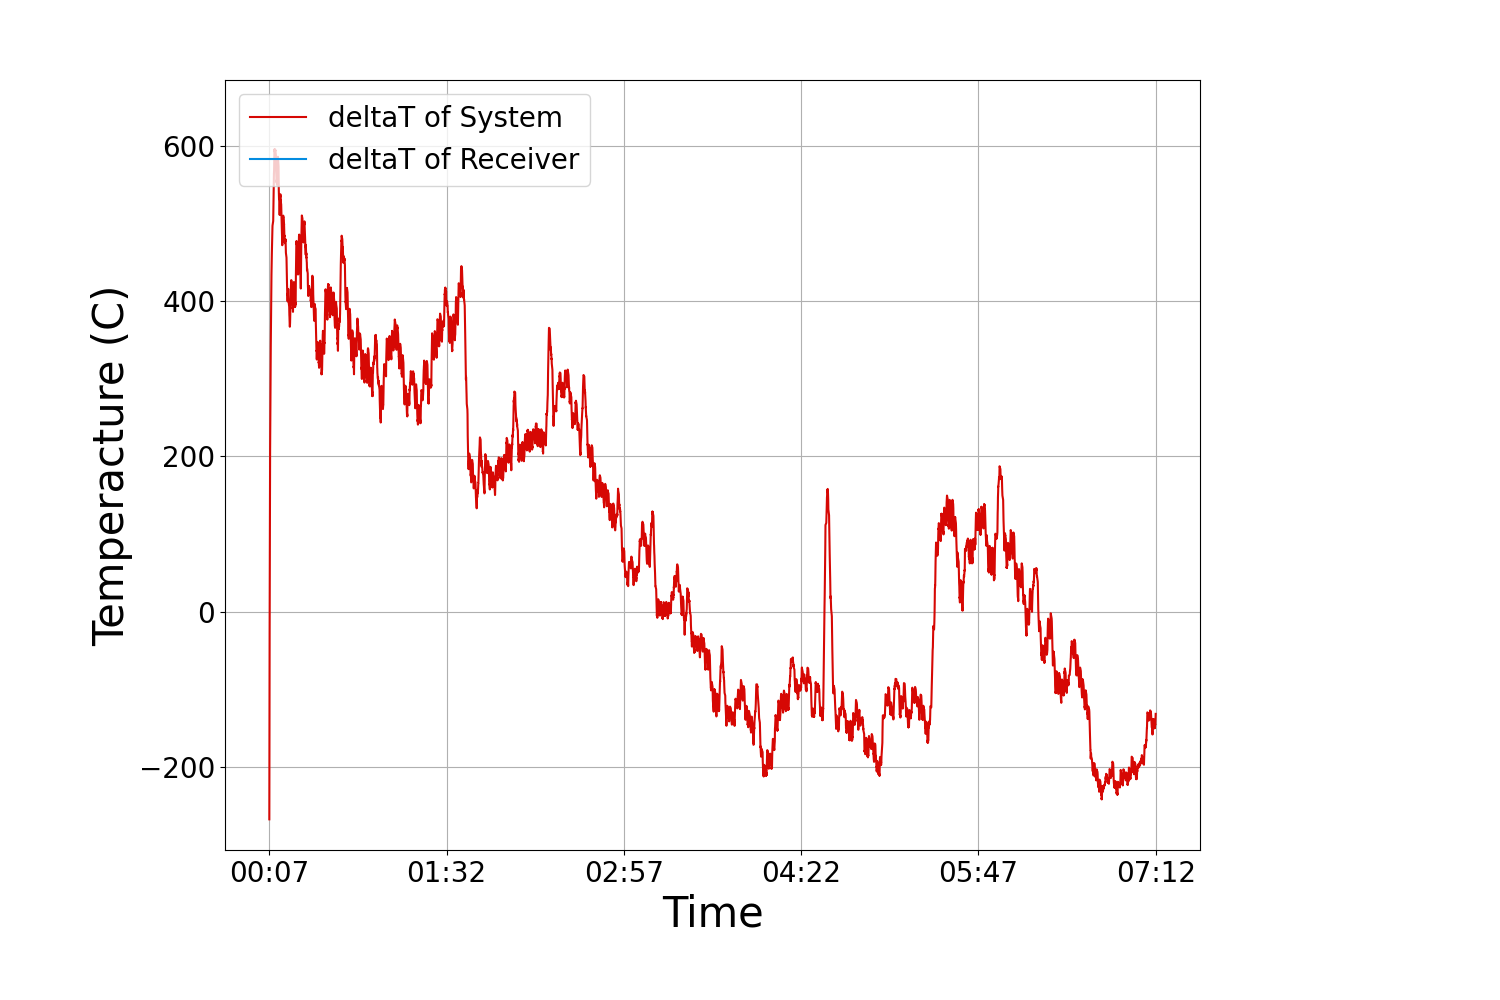 deltaT of System
deltaT of Receiver
600
400
200
0
−200
Temperacture (C)
00:07 01:32 02:57 04:22 05:47 07:12
Time